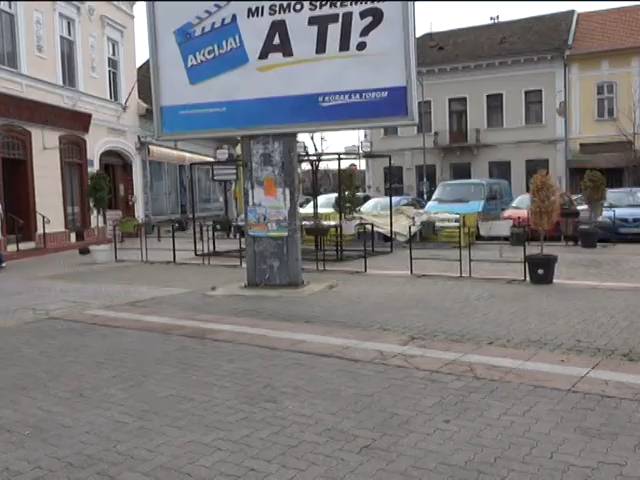 MI SMO SPREMNI
AKCIJA!
A TI?
U KORAK SA TOBOM